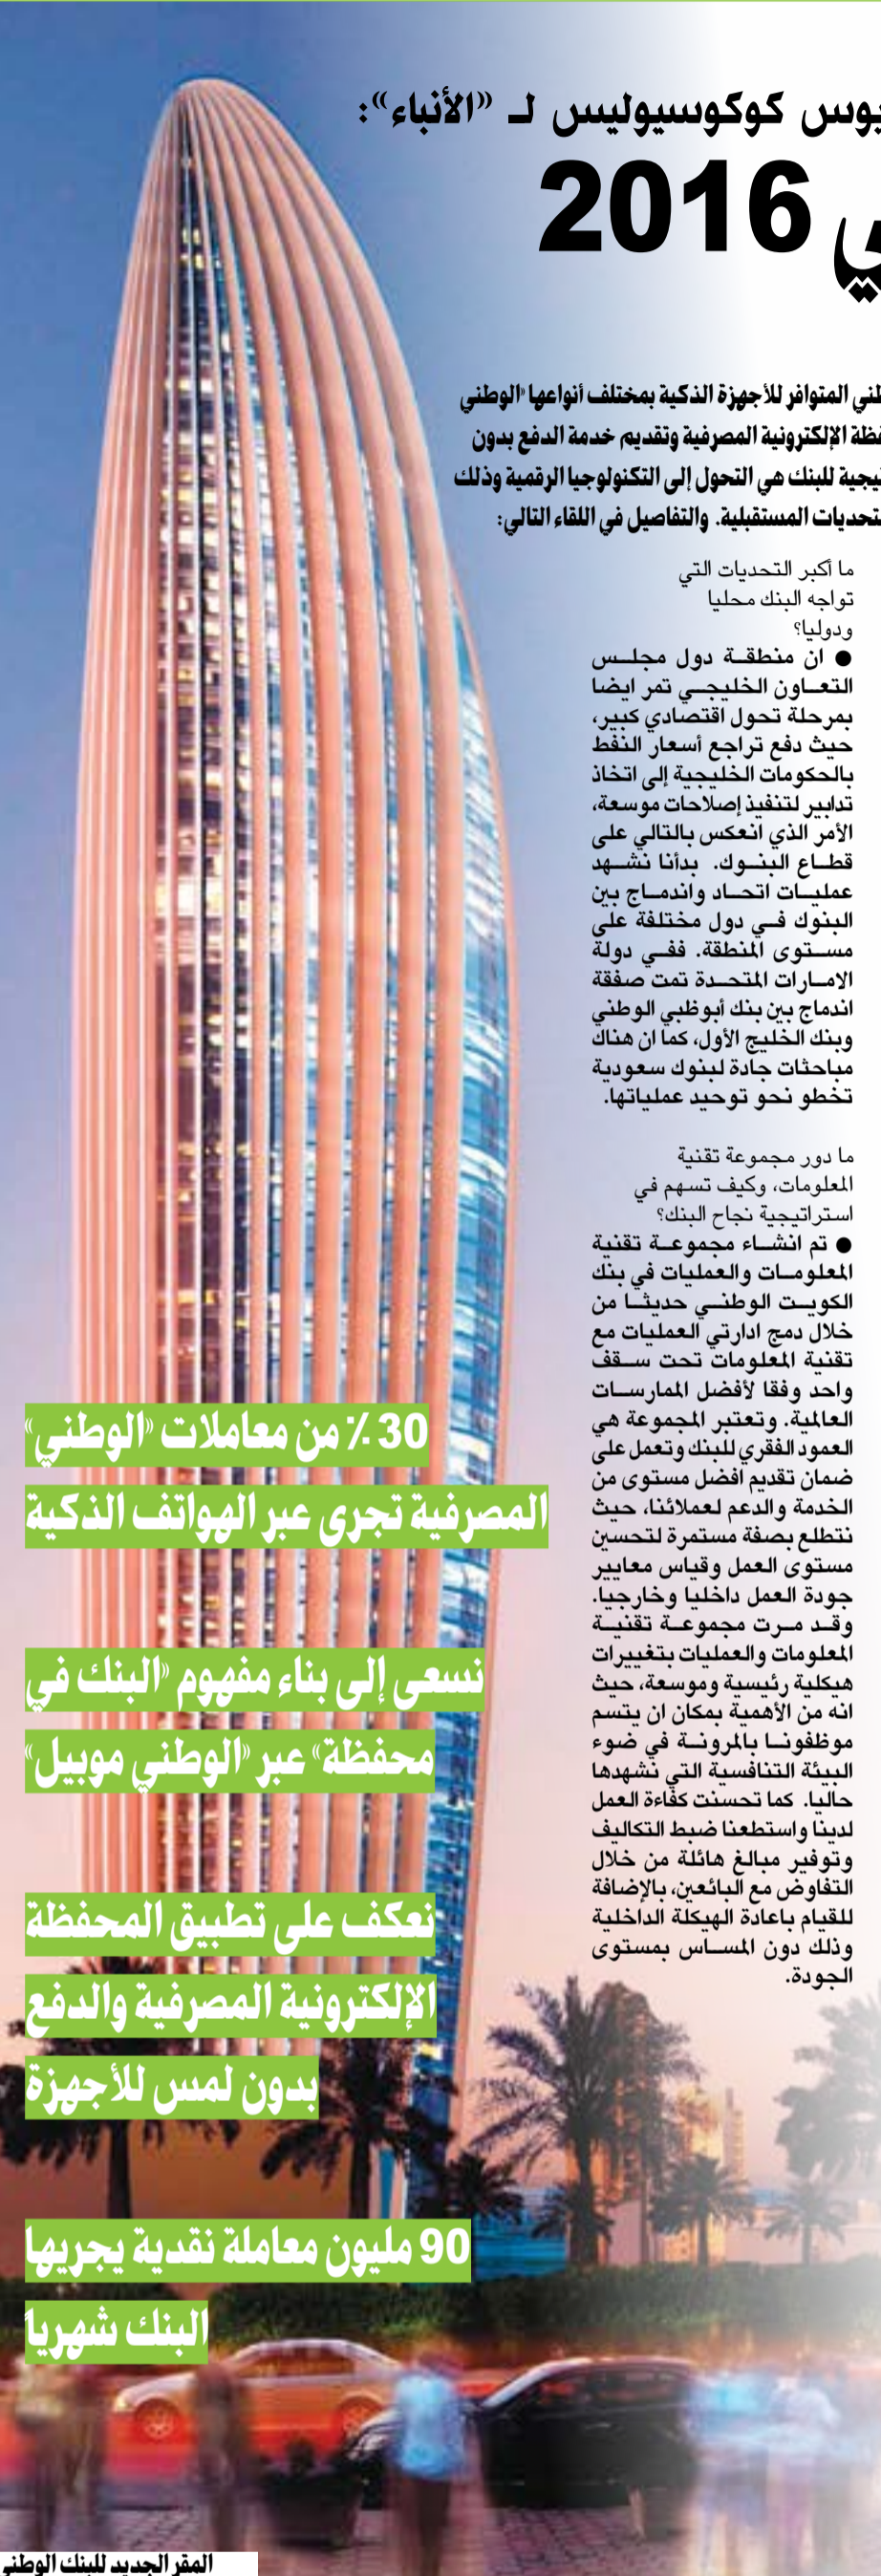 كوكوسيوليس لـ «الأنباء»:
2016
المتوافر للأجهزة الذكية بمختلف أنواعها «الوطني
الإلكترونية المصرفية وتقديم خدمة الدفع بدون
للبنك هي التحول إلى التكنولوجيا الرقمية وذلك
المستقبلية. والتفاصيل في اللقاء التالي:
ما أكبر التحديات التي
تواجه البنك محليا
ودوليا؟
● ان منطقة دول مجلس
التعاون الخليجي تمر ايضا
بمرحلة تحول اقتصادي كبير،
حيث دفع تراجع أسعار النفط
بالحكومات الخليجية إلى اتخاذ
تدابير لتنفيذ إصلاحات موسعة،
الأمر الذي انعكس بالتالي على
قطاع البنوك. بدأنا نشهد
عمليات اتحاد واندماج بين
البنوك في دول مختلفة على
مستوى المنطقة. ففي دولة
الامارات المتحدة تمت صفقة
اندماج بين بنك أبوظبي الوطني
وبنك الخليج الأول، كما ان هناك
مباحثات جادة لبنوك سعودية
تخطو نحو توحيد عملياتها.
ما دور مجموعة تقنية
المعلومات، وكيف تسهم في
استراتيجية نجاح البنك؟
● تم انشاء مجموعة تقنية
المعلومات والعمليات في بنك
الكويت الوطني حديثا من
خلال دمج ادارتي العمليات مع
تقنية المعلومات تحت سقف
واحد وفقا لأفضل الممارسات
العالمية. وتعتبر المجموعة هي
العمود الفقري للبنك وتعمل على
ضمان تقديم افضل مستوى من
الخدمة والدعم لعملائنا، حيث
نتطلع بصفة مستمرة لتحسين
مستوى العمل وقياس معايير
جودة العمل داخليا وخارجيا.
وقد مرت مجموعة تقنية
المعلومات والعمليات بتغييرات
هيكلية رئيسية وموسعة، حيث
انه من الأهمية بمكان ان يتسم
موظفونا بالمرونة في ضوء
البيئة التنافسية التي نشهدها
حاليا. كما تحسنت كفاءة العمل
لدينا واستطعنا ضبط التكاليف
وتوفير مبالغ هائلة من خلال
التفاوض مع البائعين، بالإضافة
للقيام باعادة الهيكلة الداخلية
وذلك دون المساس بمستوى
الجودة.
30٪ من معاملات «الوطني»
المصرفية تجرى عبر الهواتف الذكية
نسعى إلى بناء مفهوم «البنك في
محفظة» عبر «الوطني موبيل»
نعكف على تطبيق المحفظة
الإلكترونية المصرفية والدفع
بدون لمس للأجهزة
90 مليون معاملة نقدية يجريها
البنك شهرياً
المقر الجديد للبنك الوطني